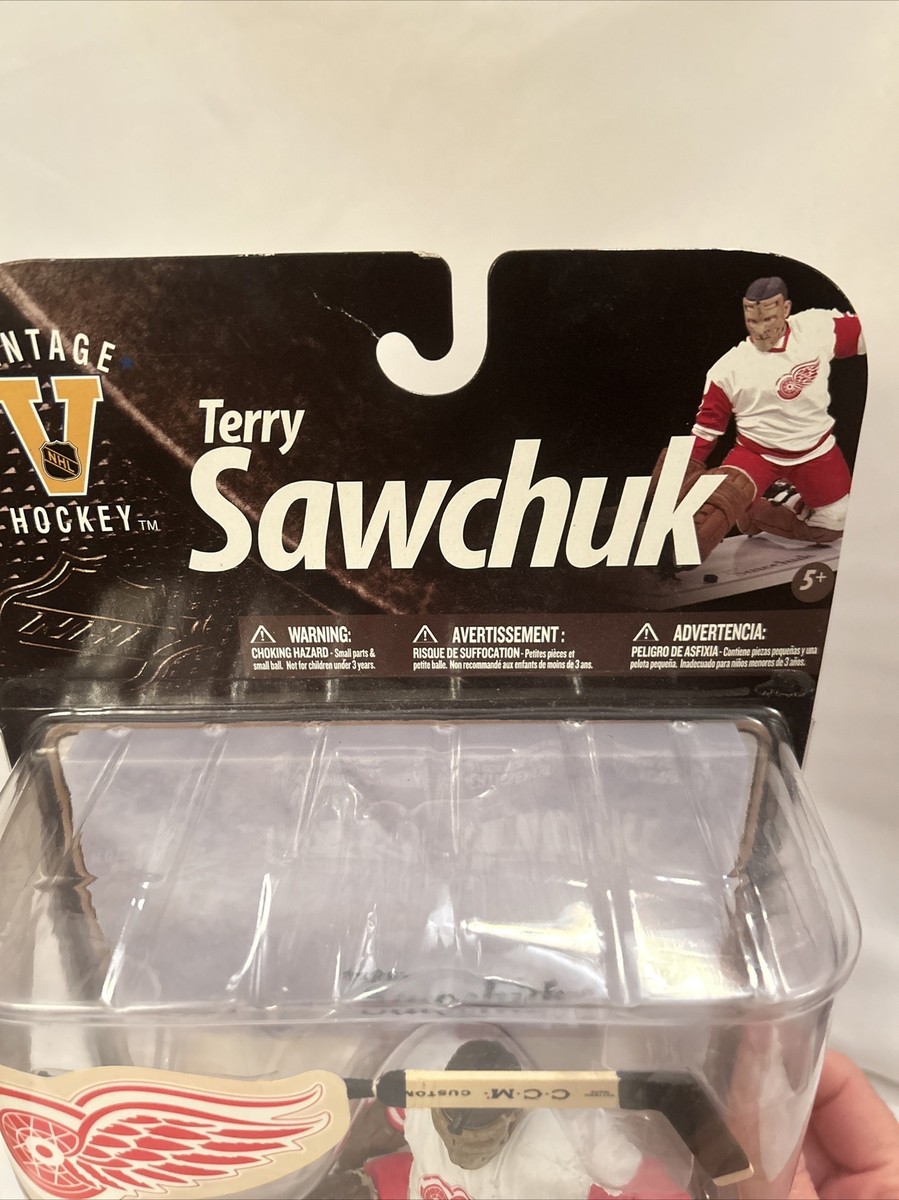 NTAGE
V
NHL
HOCKEY™
Terry
Sawchuk
5+
NHL
WARNING:
CHOKING HAZARD - Small parts &
small ball. Not for children under 3 years.
AVERTISSEMENT :
RISQUE DE SUFFOCATION - Petites pièces et
petite balle. Non recommandé aux enfants de moins de 3 ans.
ADVERTENCIA:
PELIGRO DE ASFIXIA - Contiene piezas pequeñas y una
pelota pequeña. Inadecuado para niños menores de 3 años.
C·C·M· CUSTOM